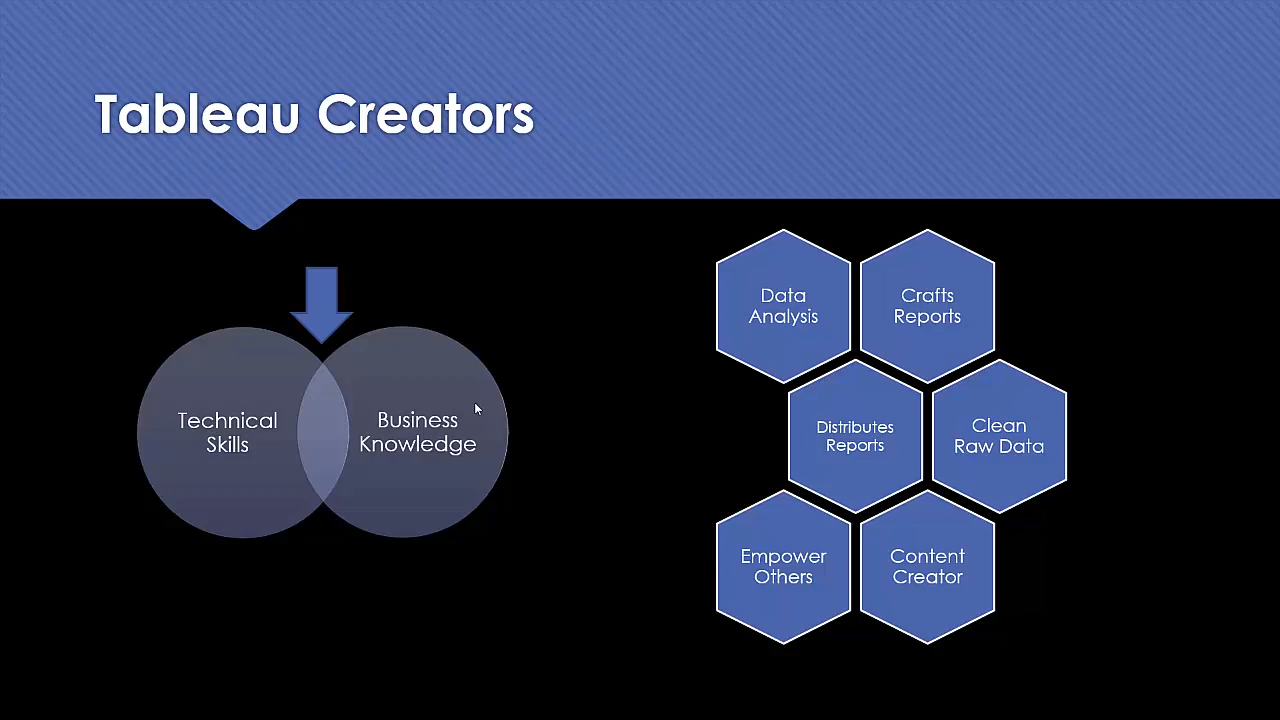 Tableau Creators
Technical
Skills
Business
Knowledge
Data
Analysis
Crafts
Reports
Distributes
Reports
Clean
Raw Data
Empower
Others
Content
Creator